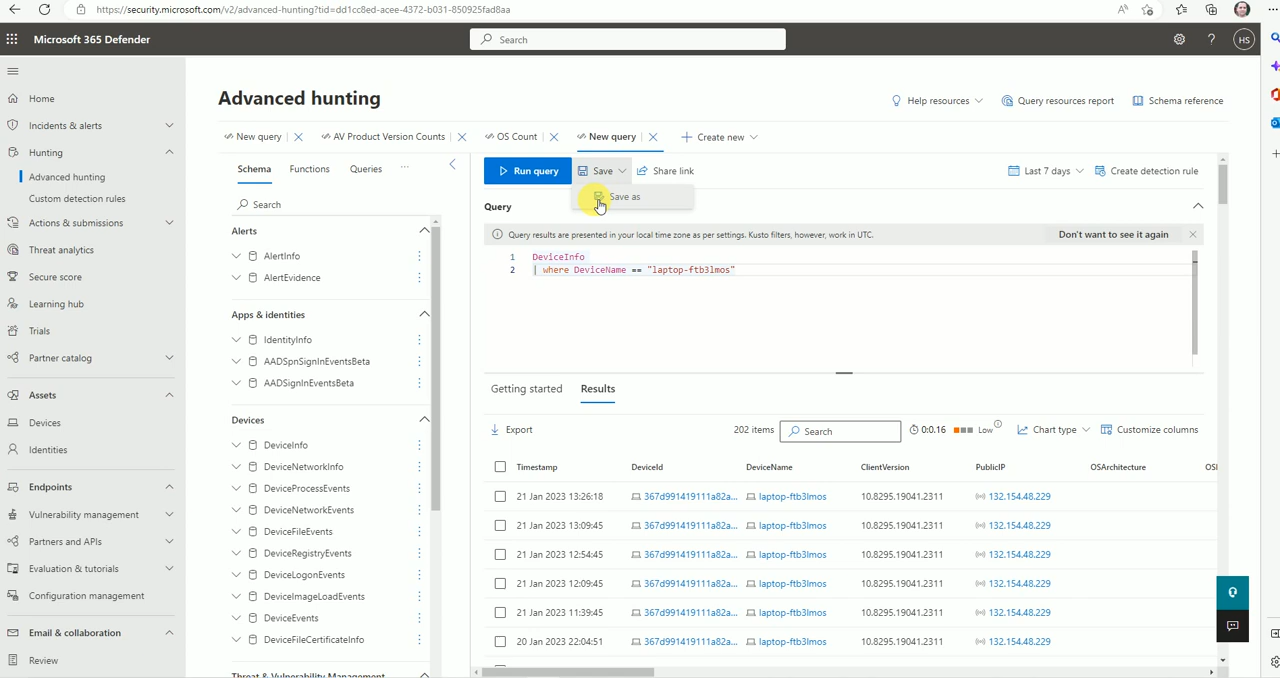 https://security.microsoft.com/v2/advanced-hunting?tid=dd1cc8ed-acee-4372-b031-850925fad8aa
Microsoft 365 Defender
Search
HS
Home
Incidents & alerts
Hunting
Advanced hunting
Custom detection rules
Actions & submissions
Threat analytics
Secure score
Learning hub
Trials
Partner catalog
Assets
Devices
Identities
Endpoints
Vulnerability management
Partners and APIs
Evaluation & tutorials
Configuration management
Email & collaboration
Review
Advanced hunting
Help resources
Query resources report
Schema reference
New query
AV Product Version Counts
OS Count
New query
Create new
Schema
Functions
Queries
Search
Alerts
AlertInfo
AlertEvidence
Apps & identities
IdentityInfo
AADSpnSignInEventsBeta
AADSignInEventsBeta
Devices
DeviceInfo
DeviceNetworkInfo
DeviceProcessEvents
DeviceNetworkEvents
DeviceFileEvents
DeviceRegistryEvents
DeviceLogonEvents
DeviceImageLoadEvents
DeviceEvents
DeviceFileCertificateInfo
Threat & Vulnerability Management
Run query
Save
Share link
Last 7 days
Create detection rule
Save as
Query
Query results are presented in your local time zone as per settings. Kusto filters, however, work in UTC.
Don't want to see it again
1 DeviceInfo
2 | where DeviceName == "laptop-ftb3lmos"
Getting started
Results
Export
202 items
Search
0:0.16
Low
Chart type
Customize columns
Timestamp DeviceId DeviceName ClientVersion PublicIP OSArchitecture
21 Jan 2023 13:26:18 367d991419111a82a... laptop-ftb3lmos 10.8295.19041.2311 132.154.48.229
21 Jan 2023 13:09:45 367d991419111a82a... laptop-ftb3lmos 10.8295.19041.2311 132.154.48.229
21 Jan 2023 12:54:45 367d991419111a82a... laptop-ftb3lmos 10.8295.19041.2311 132.154.48.229
21 Jan 2023 12:09:45 367d991419111a82a... laptop-ftb3lmos 10.8295.19041.2311 132.154.48.229
21 Jan 2023 11:39:45 367d991419111a82a... laptop-ftb3lmos 10.8295.19041.2311 132.154.48.229
20 Jan 2023 22:04:51 367d991419111a82a... laptop-ftb3lmos 10.8295.19041.2311 132.154.48.229